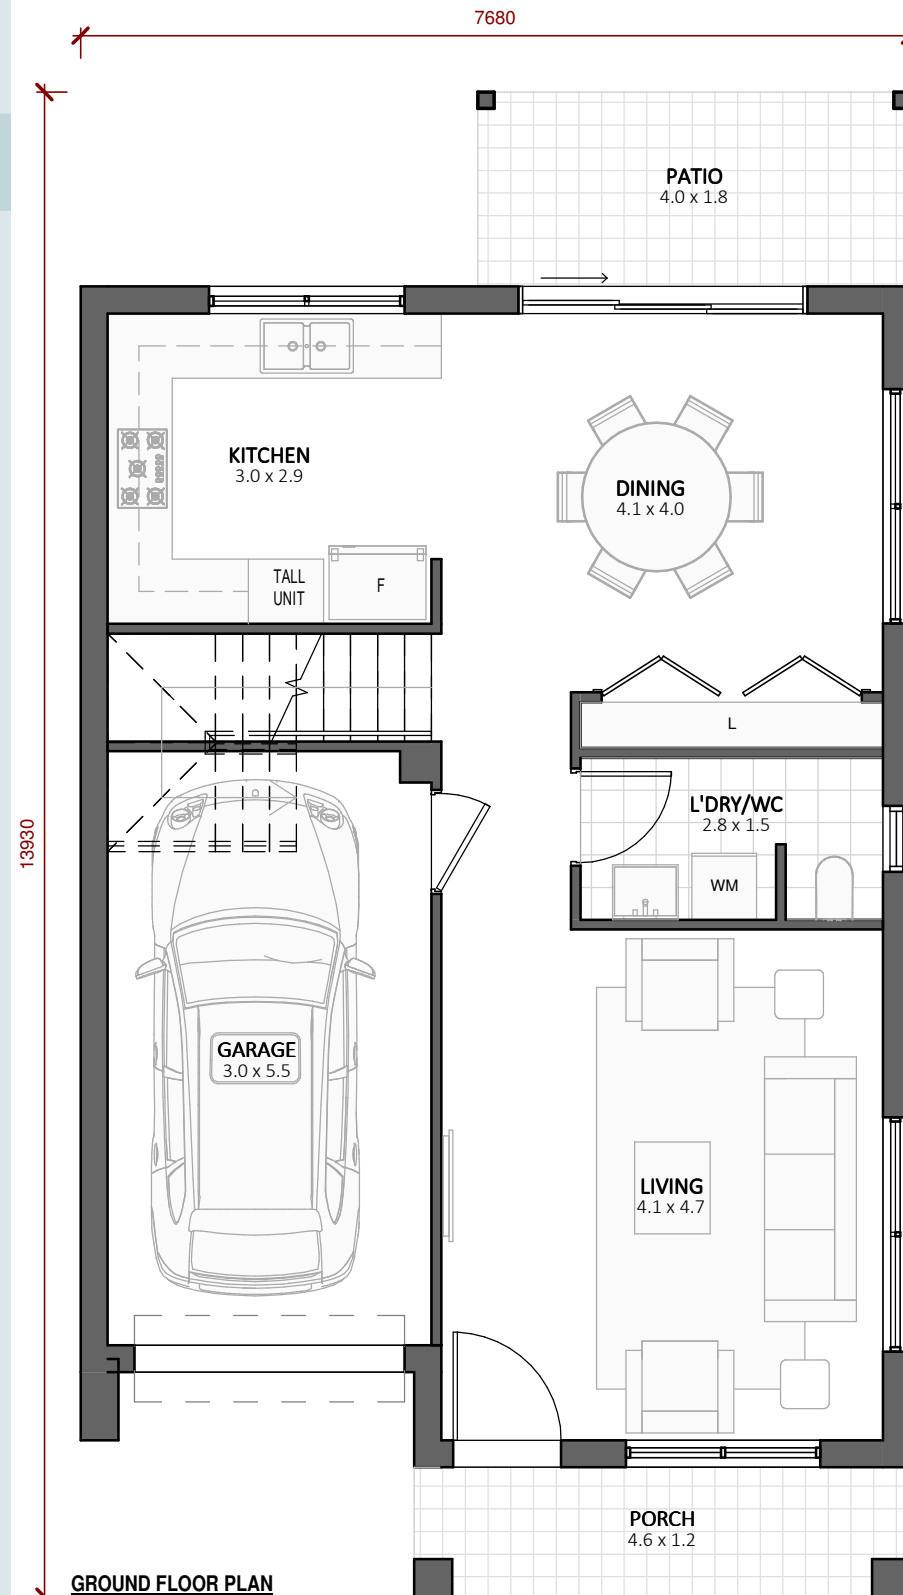 7680
PATIO
4.0 x 1.8
KITCHEN
3.0 x 2.9
DINING
4.1 x 4.0
TALL
UNIT
F
L
L'DRY/WC
2.8 x 1.5
WM
13930
GARAGE
3.0 x 5.5
LIVING
4.1 x 4.7
PORCH
4.6 x 1.2
GROUND FLOOR PLAN